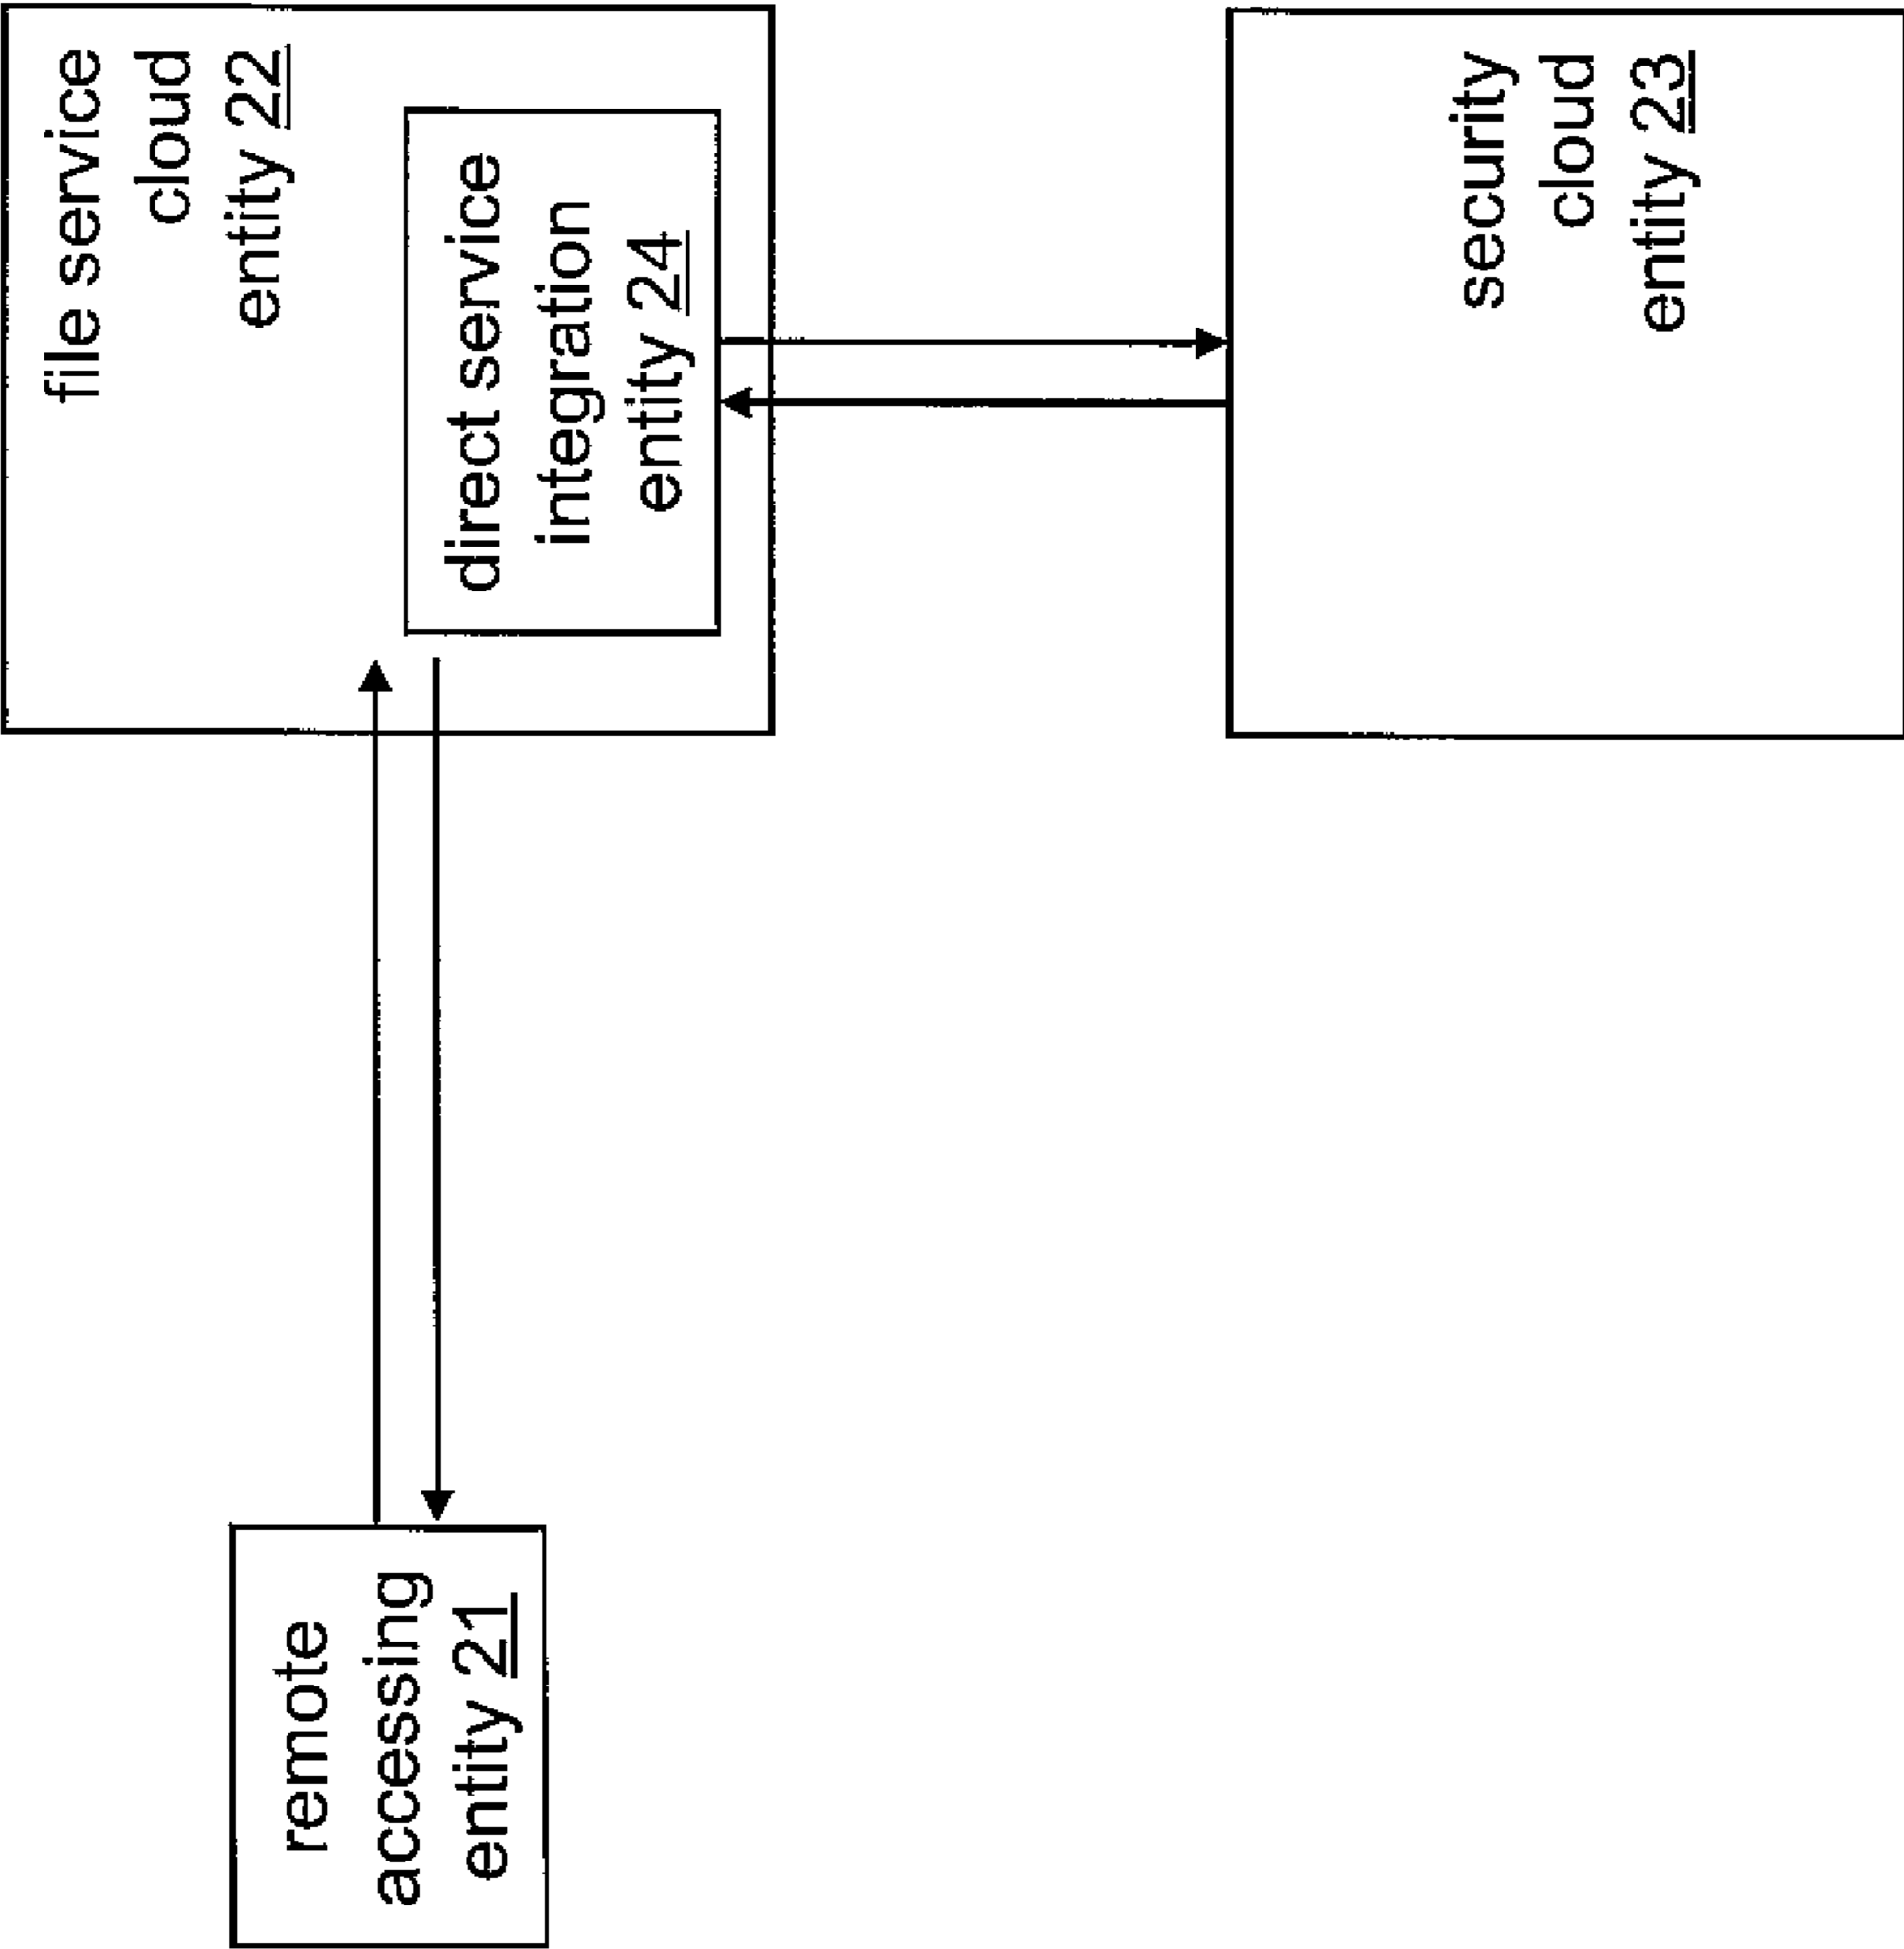 remote
accessing
entity 21
file service
cloud
entity 22
direct service
integration
entity 24
security
cloud
entity 23